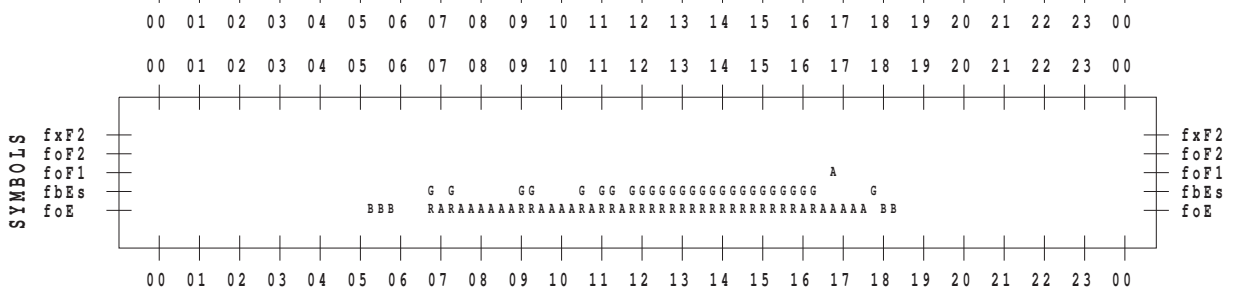 00 01 02 03 04 05 06 07 08 09 10 11 12 13 14 15 16 17 18 19 20 21 22 23 00
00 01 02 03 04 05 06 07 08 09 10 11 12 13 14 15 16 17 18 19 20 21 22 23 00
SYMBOLS
fxF2 fxF2
foF2 foF2
foF1 A foF1
fbEs G G GG G GG GGGGGGGGGGGGGGGGGGG G fbEs
foE BBB RARAAAAAARRAAAARARRARRRRRRRRRRRRRRRRRARAAAAA BB foE
00 01 02 03 04 05 06 07 08 09 10 11 12 13 14 15 16 17 18 19 20 21 22 23 00